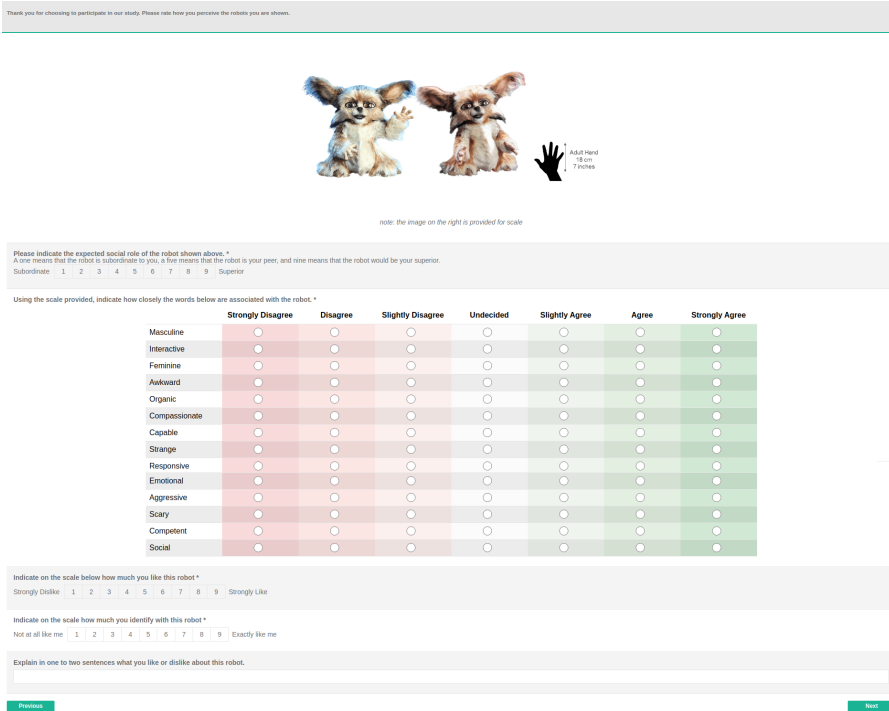 Thank you for choosing to participate in our study. Please rate how you perceive the robots you are shown.
Adult Hand
18 cm
7 inches
note: the image on the right is provided for scale
Please indicate the expected social role of the robot shown above. *
A one means that the robot is subordinate to you, a five means that the robot is your peer, and nine means that the robot would be your superior.
Subordinate 1 2 3 4 5 6 7 8 9 Superior
Using the scale provided, indicate how closely the words below are associated with the robot. *
Strongly Disagree Disagree Slightly Disagree Undecided Slightly Agree Agree Strongly Agree
Masculine
Interactive
Feminine
Awkward
Organic
Compassionate
Capable
Strange
Responsive
Emotional
Aggressive
Scary
Competent
Social
Indicate on the scale below how much you like this robot *
Strongly Dislike 1 2 3 4 5 6 7 8 9 Strongly Like
Indicate on the scale how much you identify with this robot *
Not at all like me 1 2 3 4 5 6 7 8 9 Exactly like me
Explain in one to two sentences what you like or dislike about this robot.
Previous Next